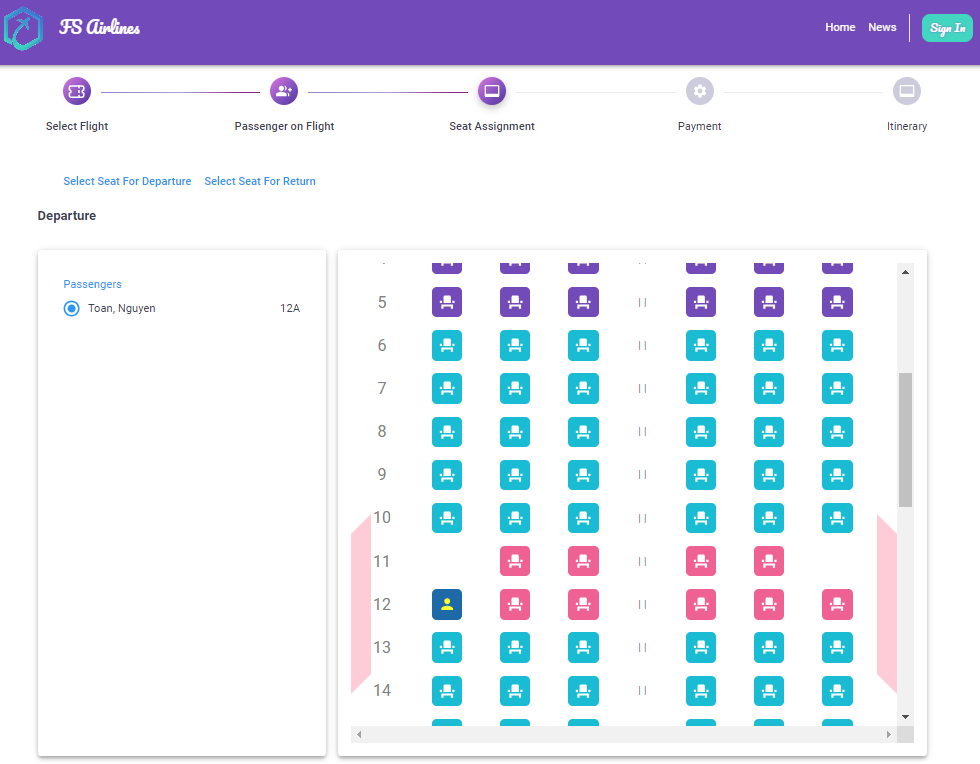 FS Airlines
Home News Sign In
Select Flight Passenger on Flight Seat Assignment Payment Itinerary
Select Seat For Departure Select Seat For Return
Departure
Passengers
Toan, Nguyen 12A
5
6
7
8
9
10
11
12
13
14